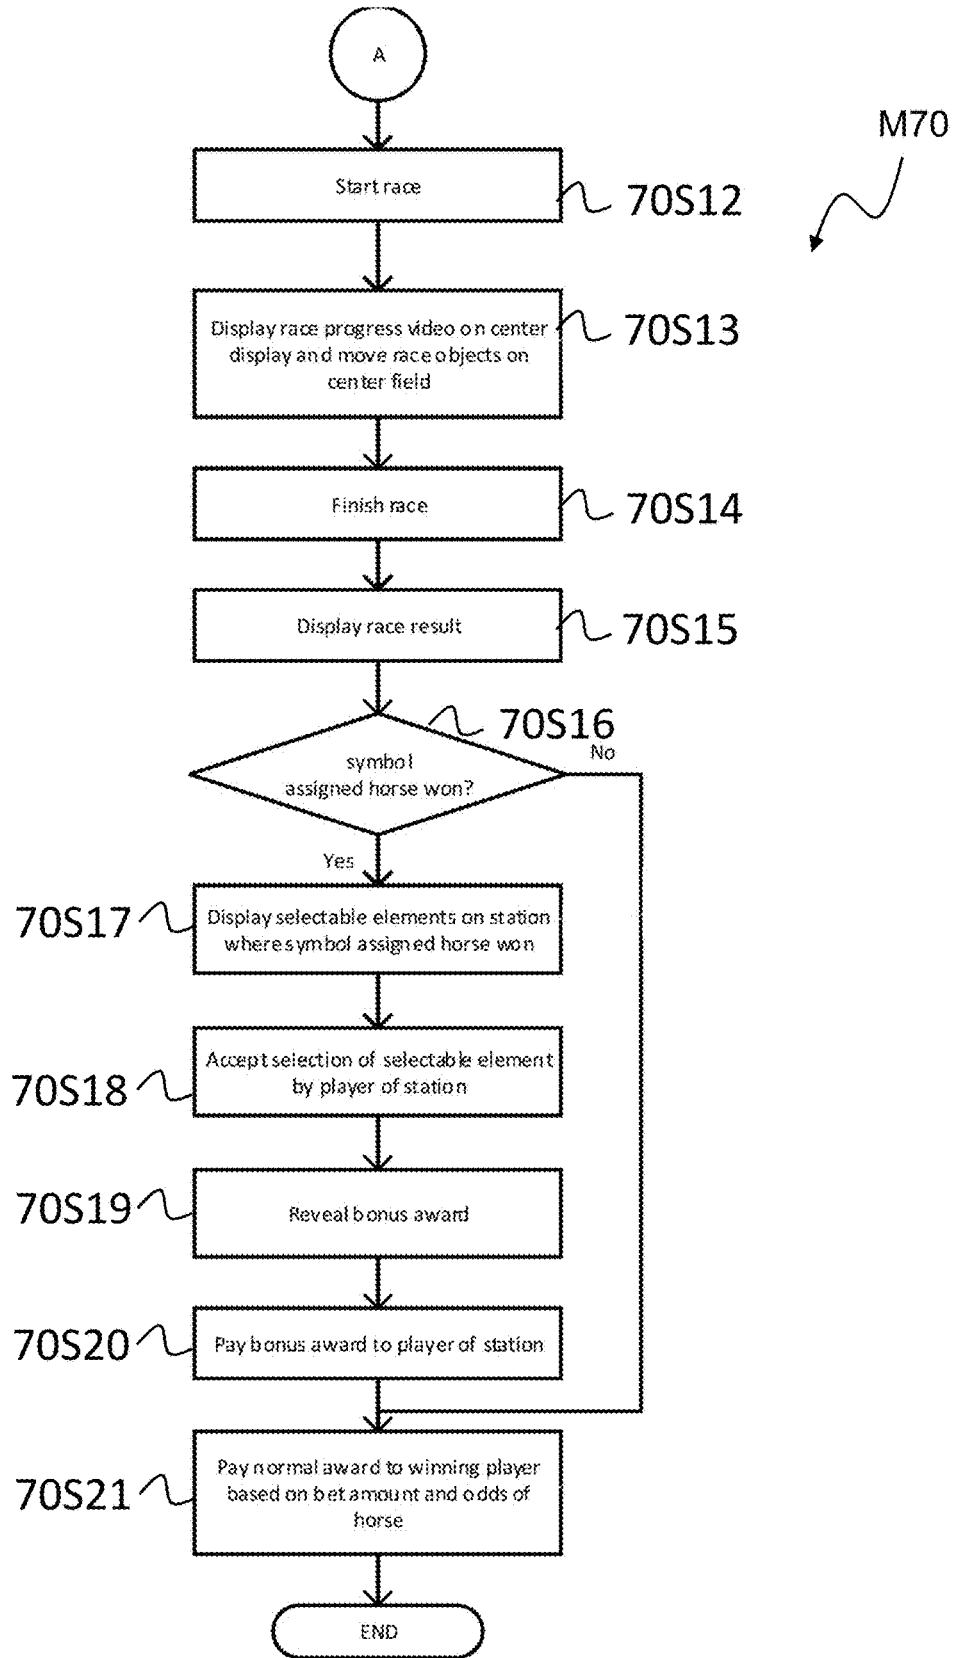 A
M70
Start race
70S12
Display race progress video on center
display and move race objects on
center field
70S13
Finish race
70S14
Display race result
70S15
70S16
symbol
assigned horse won?
No
Yes
70S17
Display selectable elements on station
where symbol assigned horse won
70S18
Accept selection of selectable element
by player of station
70S19
Reveal bonus award
70S20
Pay bonus award to player of station
70S21
Pay normal award to winning player
based on bet amount and odds of
horse
END